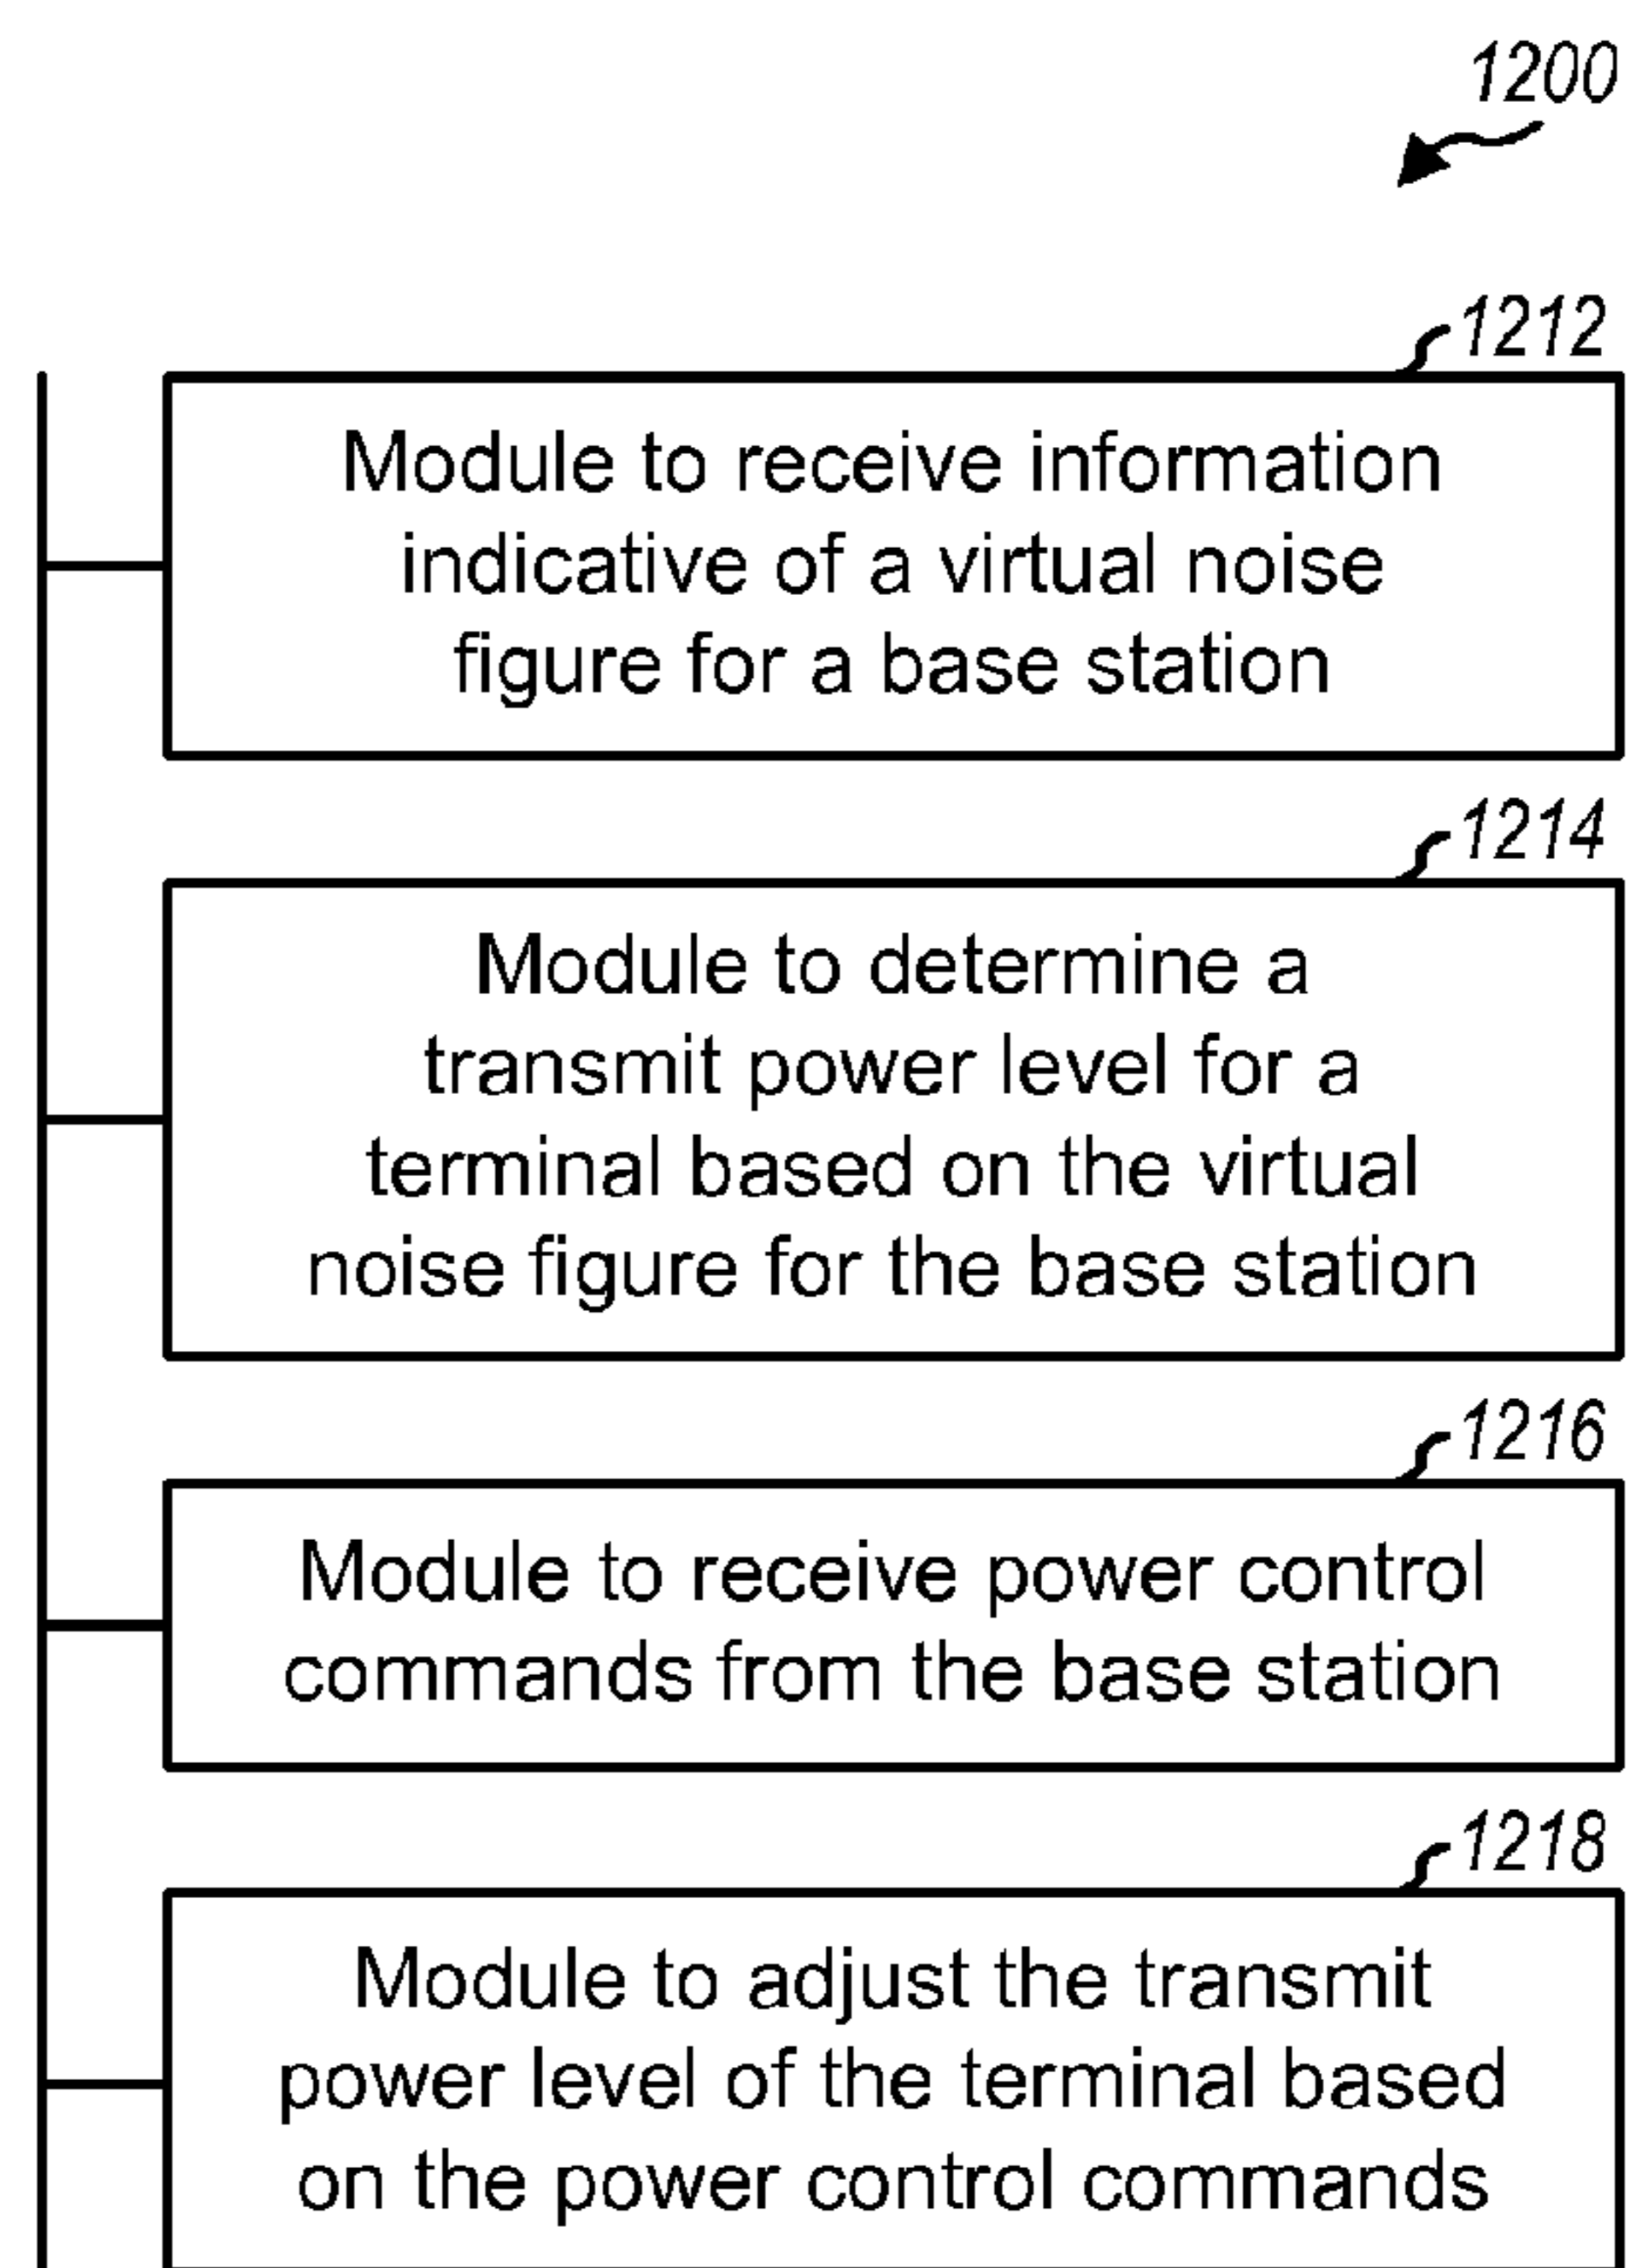 1200
1212
Module to receive information
indicative of a virtual noise
figure for a base station
1214
Module to determine a
transmit power level for a
terminal based on the virtual
noise figure for the base station
1216
Module to receive power control
commands from the base station
1218
Module to adjust the transmit
power level of the terminal based
on the power control commands